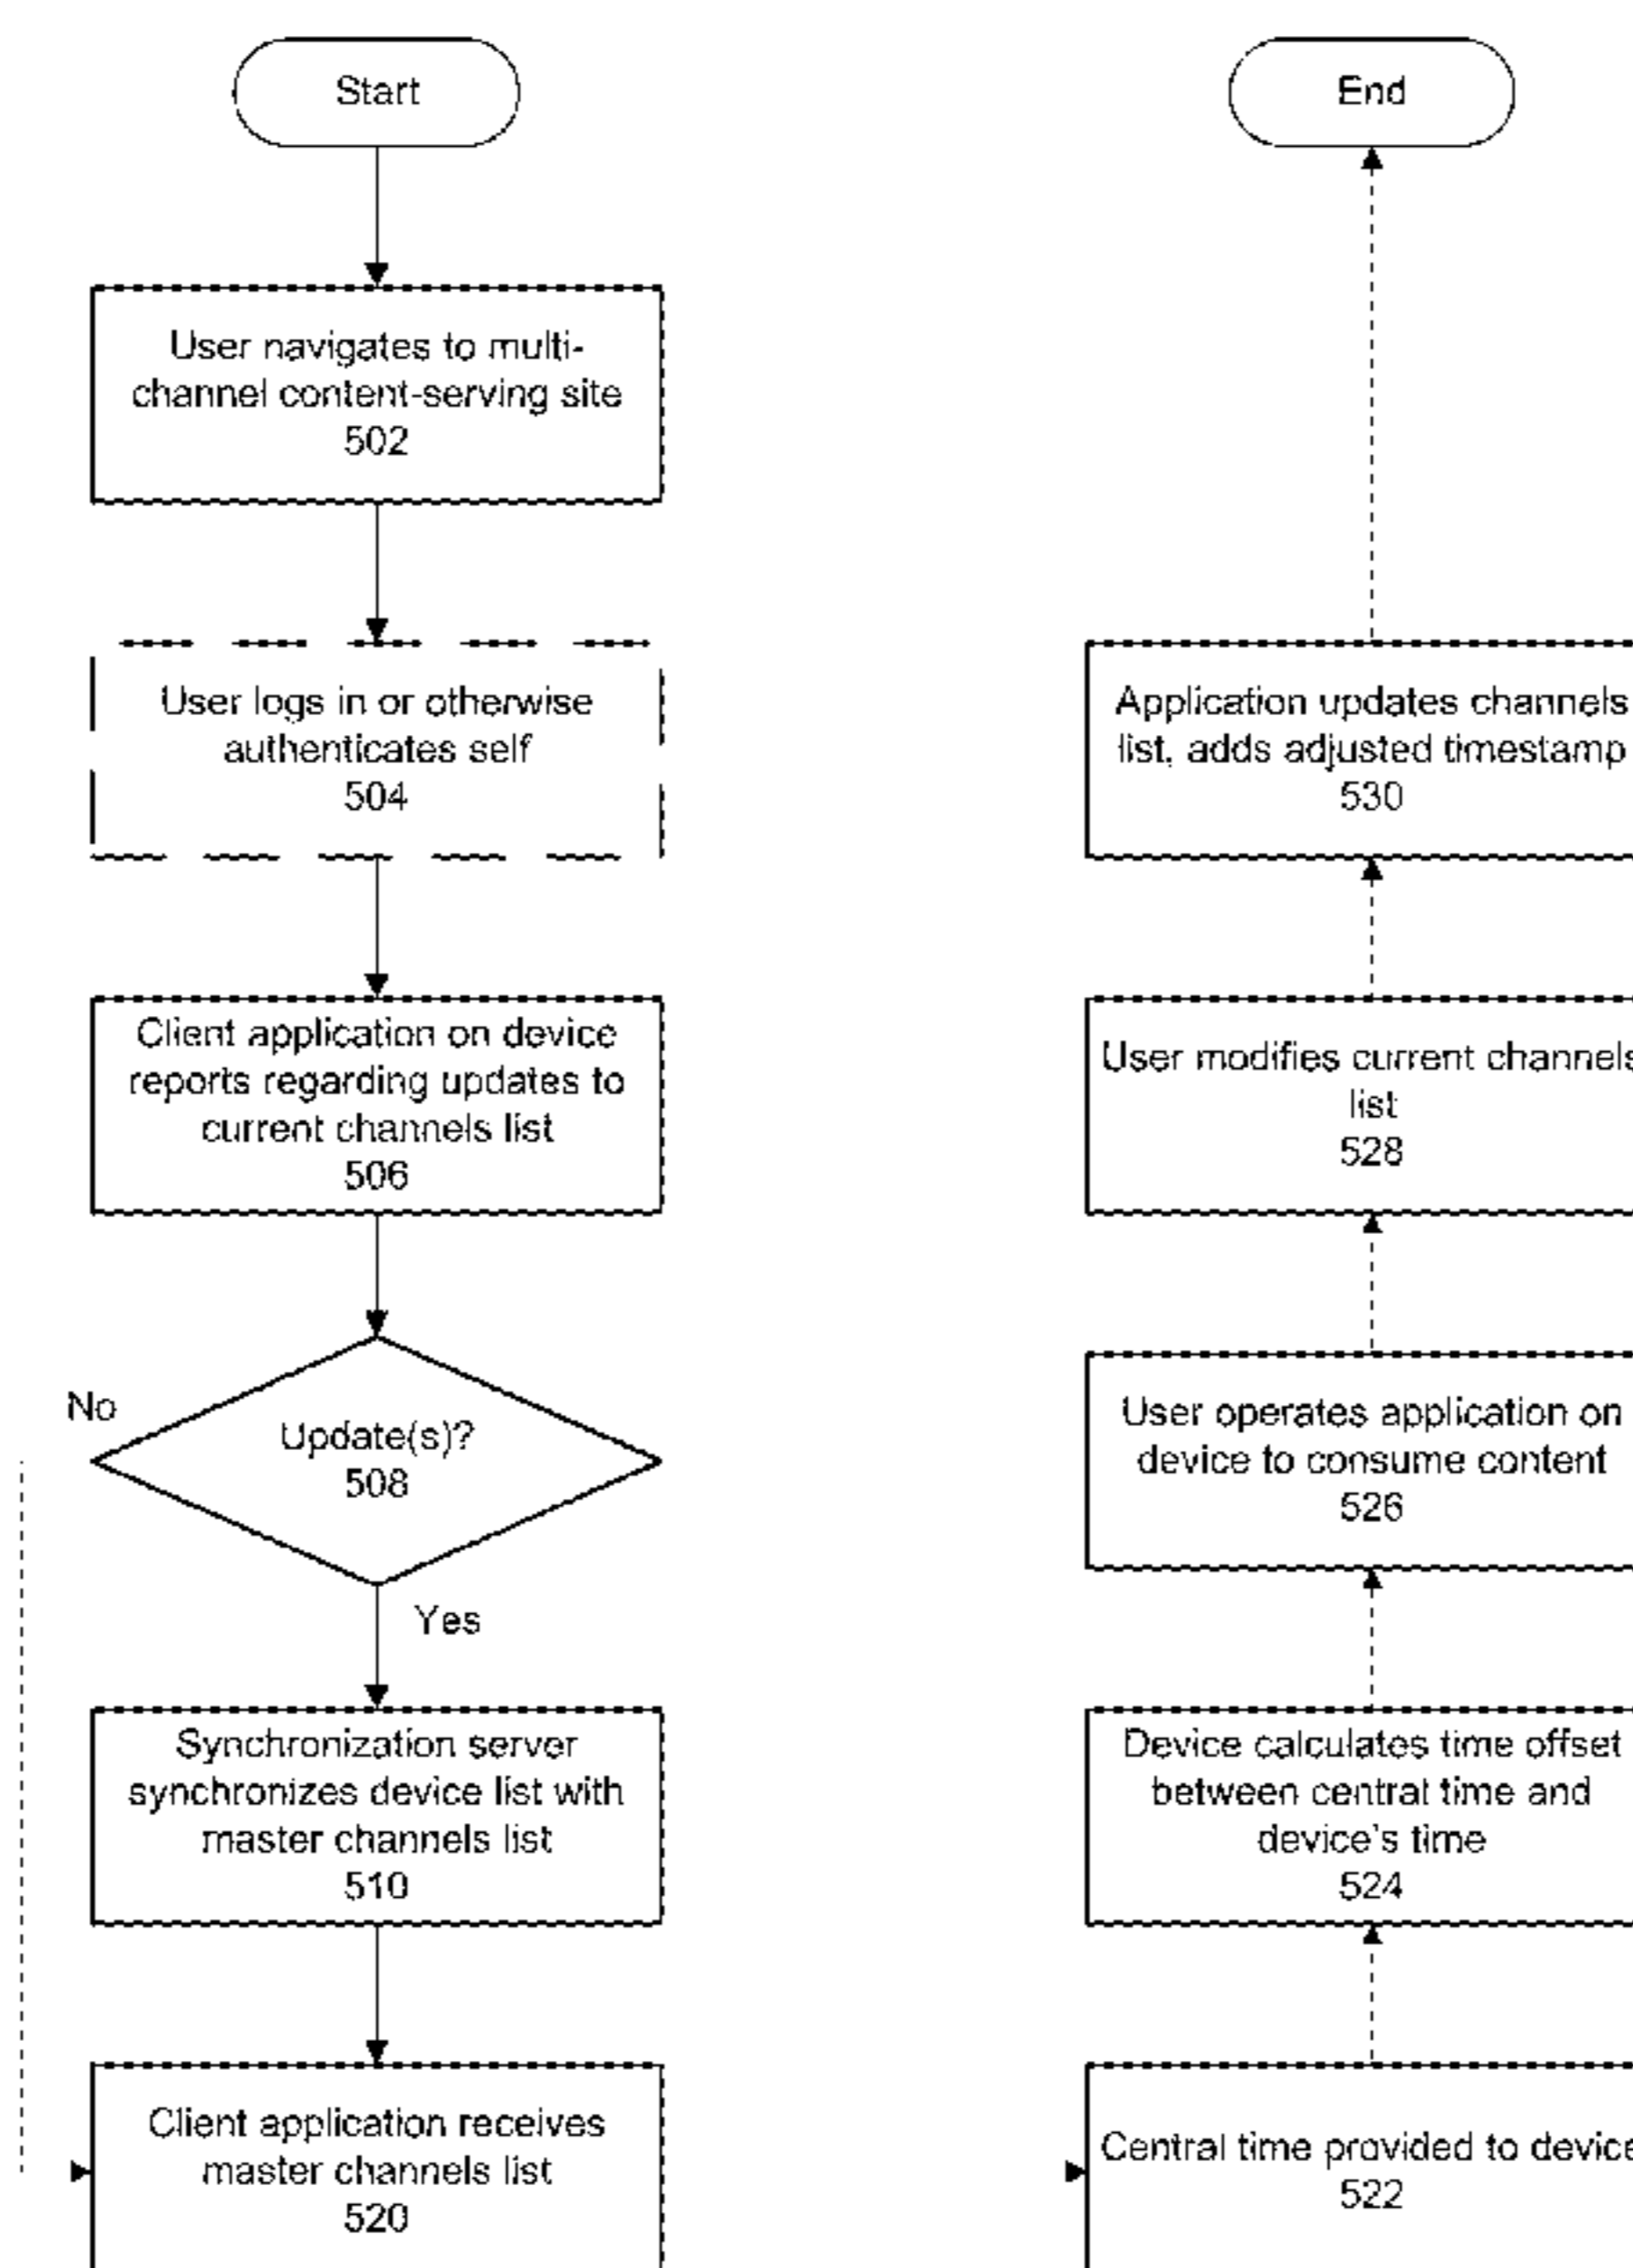 Start
User navigates to multi-
channel content-serving site
502
User logs in or otherwise
authenticates self
504
Client application on device
reports regarding updates to
current channels list
506
No
Update(s)?
508
Yes
Synchronization server
synchronizes device list with
master channels list
510
Client application receives
master channels list
520
End
Application updates channels
list, adds adjusted timestamp
530
User modifies current channels
list
528
User operates application on
device to consume content
526
Device calculates time offset
between central time and
device's time
524
Central time provided to device
522